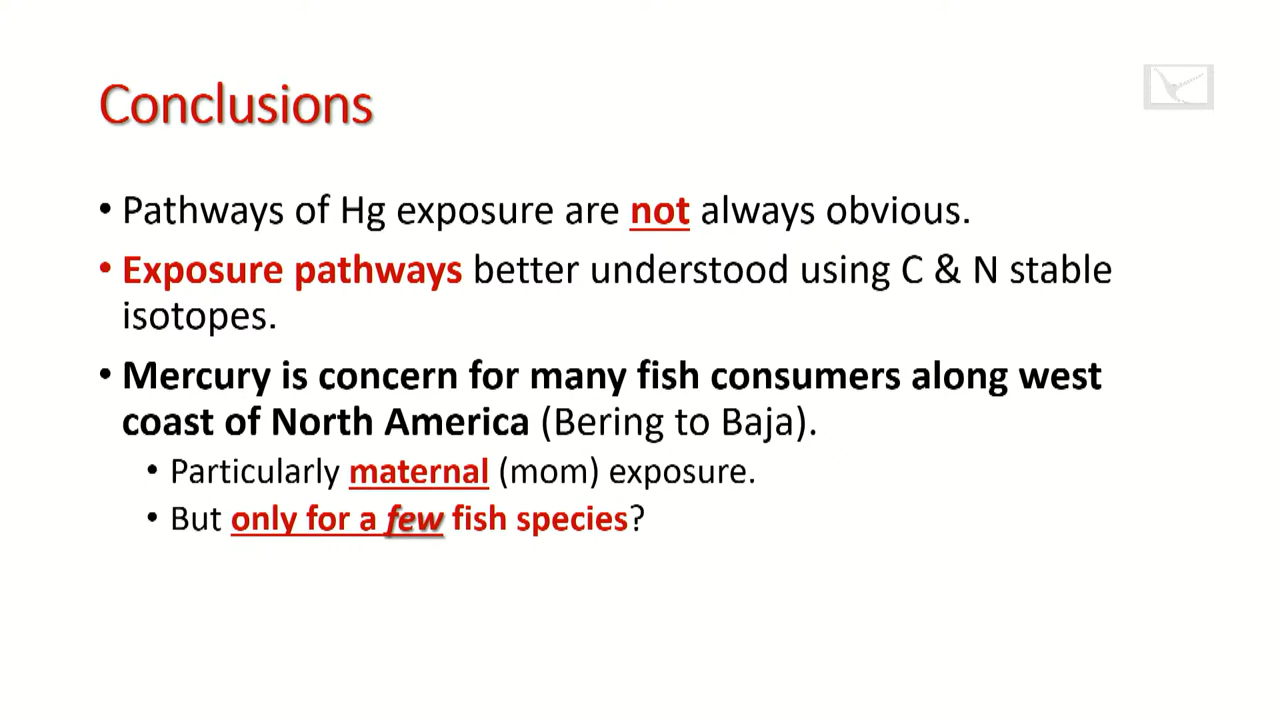 Conclusions
• Pathways of Hg exposure are not always obvious.
• Exposure pathways better understood using C & N stable
isotopes.
• Mercury is concern for many fish consumers along west
coast of North America (Bering to Baja).
• Particularly maternal (mom) exposure.
• But only for a few fish species?